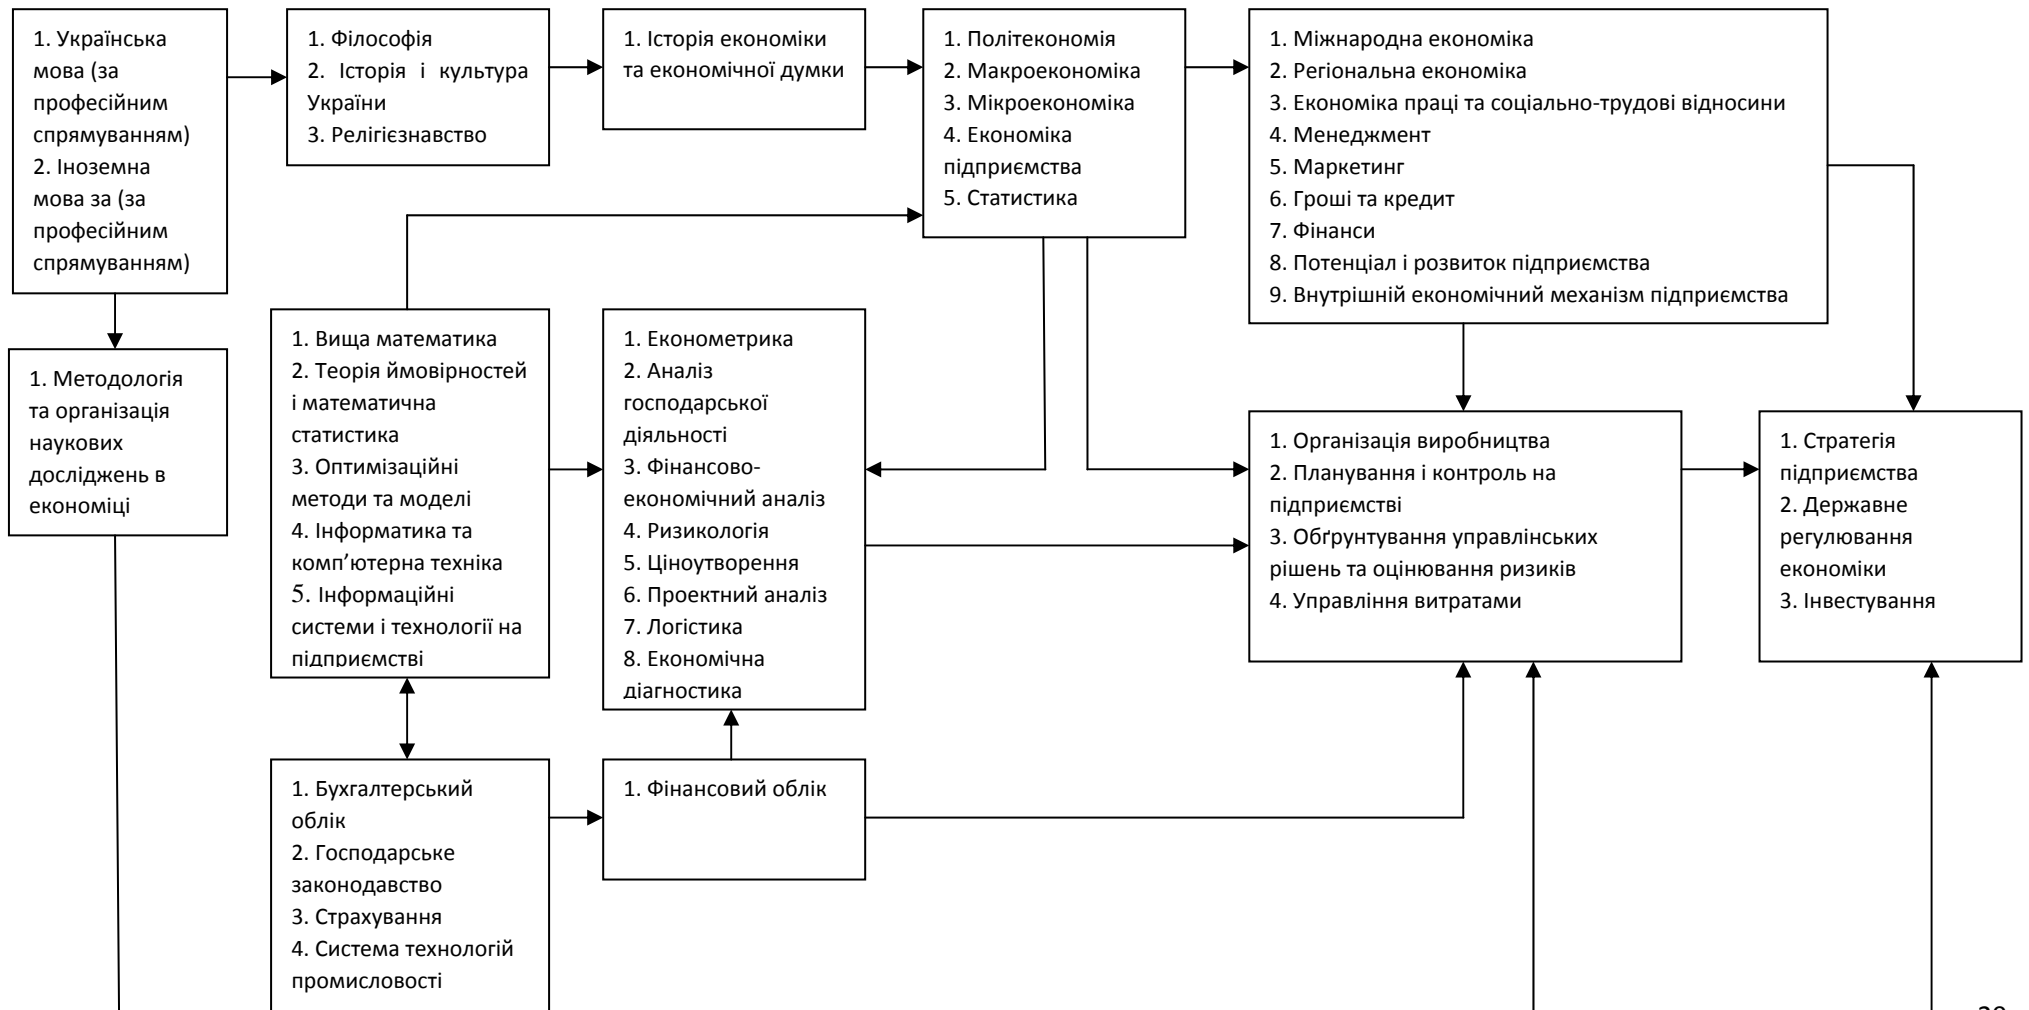 1. Українська
мова (за
професійним
спрямуванням)
2. Іноземна
мова за (за
професійним
спрямуванням)
1. Філософія
2. Історія і культура
України
3. Релігієзнавство
1. Історія економіки
та економічної думки
1. Політекономія
2. Макроекономіка
3. Мікроекономіка
4. Економіка
підприємства
5. Статистика
1. Міжнародна економіка
2. Регіональна економіка
3. Економіка праці та соціально-трудові відносини
4. Менеджмент
5. Маркетинг
6. Гроші та кредит
7. Фінанси
8. Потенціал і розвиток підприємства
9. Внутрішній економічний механізм підприємства
1. Методологія
та організація
наукових
досліджень в
економіці
1. Вища математика
2. Теорія ймовірностей
і математична
статистика
3. Оптимізаційні
методи та моделі
4. Інформатика та
комп’ютерна техніка
5. Інформаційні
системи і технології на
підприємстві
1. Економетрика
2. Аналіз
господарської
діяльності
3. Фінансово-
економічний аналіз
4. Ризикологія
5. Ціноутворення
6. Проектний аналіз
7. Логістика
8. Економічна
діагностика
1. Організація виробництва
2. Планування і контроль на
підприємстві
3. Обґрунтування управлінських
рішень та оцінювання ризиків
4. Управління витратами
1. Стратегія
підприємства
2. Державне
регулювання
економіки
3. Інвестування
1. Бухгалтерський
облік
2. Господарське
законодавство
3. Страхування
4. Система технологій
промисловості
1. Фінансовий облік